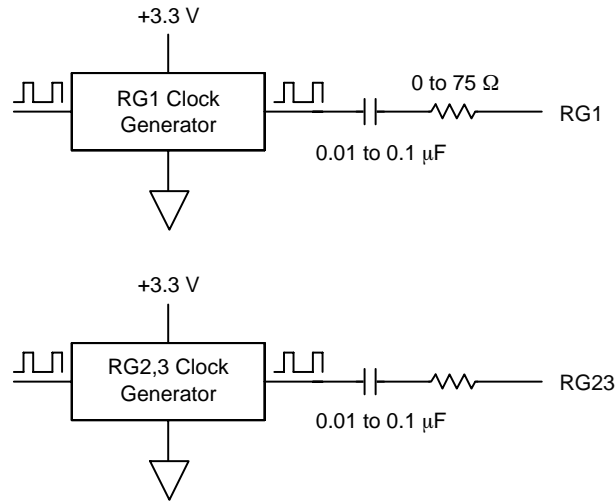 +3.3 V
RG1 Clock
Generator
0 to 75 Ω
RG1
0.01 to 0.1 μF
+3.3 V
RG2,3 Clock
Generator
RG23
0.01 to 0.1 μF